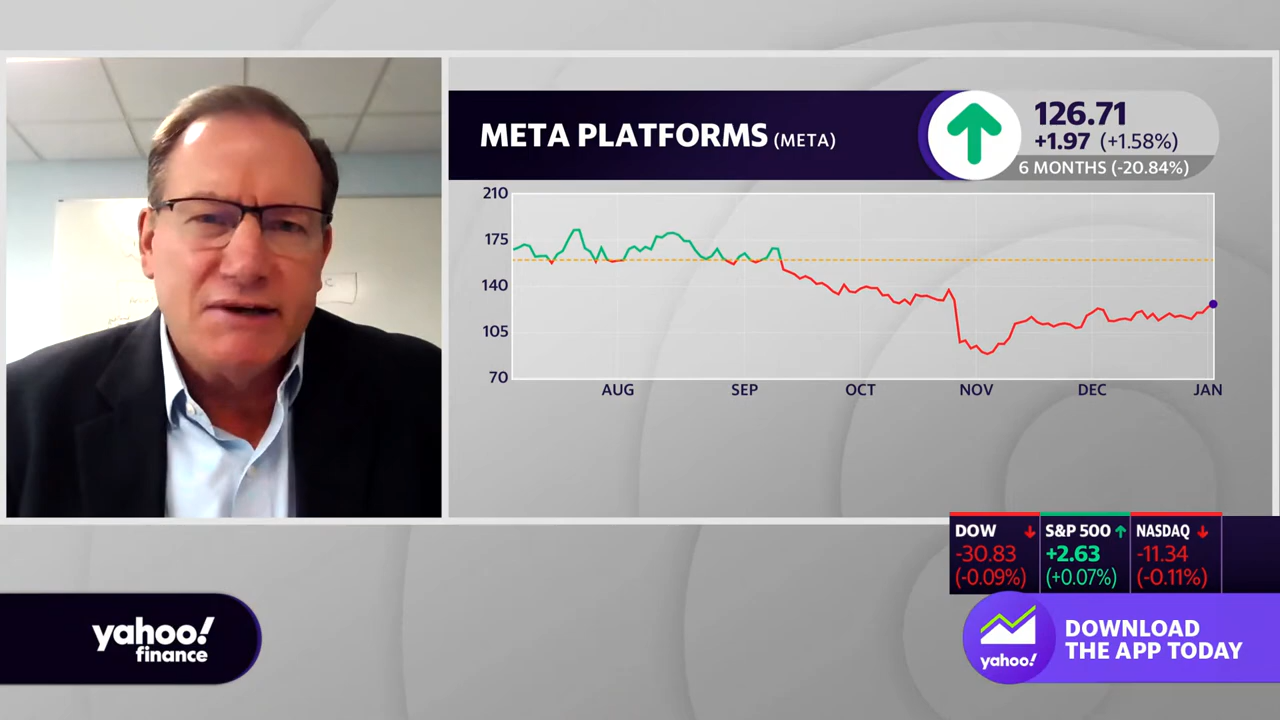 META PLATFORMS (META)
126.71
+1.97 (+1.58%)
6 MONTHS (-20.84%)
210
175
140
105
70
AUG SEP OCT NOV DEC JAN
DOW
-30.83
(-0.09%)
S&P 500
+2.63
(+0.07%)
NASDAQ
-11.34
(-0.11%)
yahoo!
finance
yahoo!
DOWNLOAD
THE APP TODAY